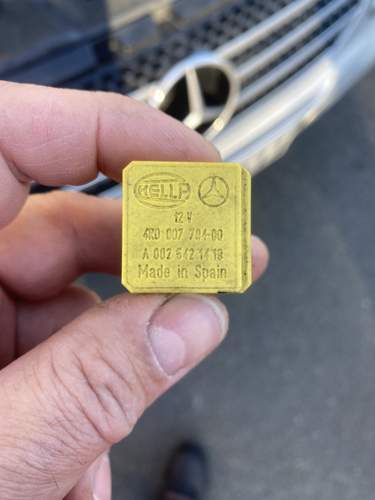 HELLA
12 V
4RD 007 794-00
A 002 542 14 19
Made in Spain